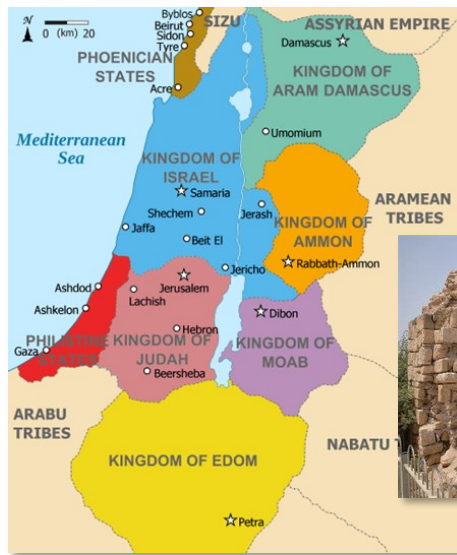 Byblos
SIZU
Beirut
Sidon
Tyre
ASSYRIAN EMPIRE
Damascus
N
0 (km) 20
PHOENICIAN
STATES
KINGDOM OF
ARAM DAMASCUS
Acre
Mediterranean
Sea
Umomium
KINGDOM OF
ISRAEL
Samaria
ARAMEAN
TRIBES
Shechem
Jerash
KINGDOM OF
AMMON
Jaffa
Beit El
Rabbath-Ammon
Jericho
Jerusalem
Ashdod
Lachish
Ashkelon
Dibon
Hebron
PHILISTINE
STATES
KINGDOM OF
JUDAH
KINGDOM OF
MOAB
Gaza
Beersheba
ARABU
TRIBES
NABATU T
KINGDOM OF EDOM
Petra